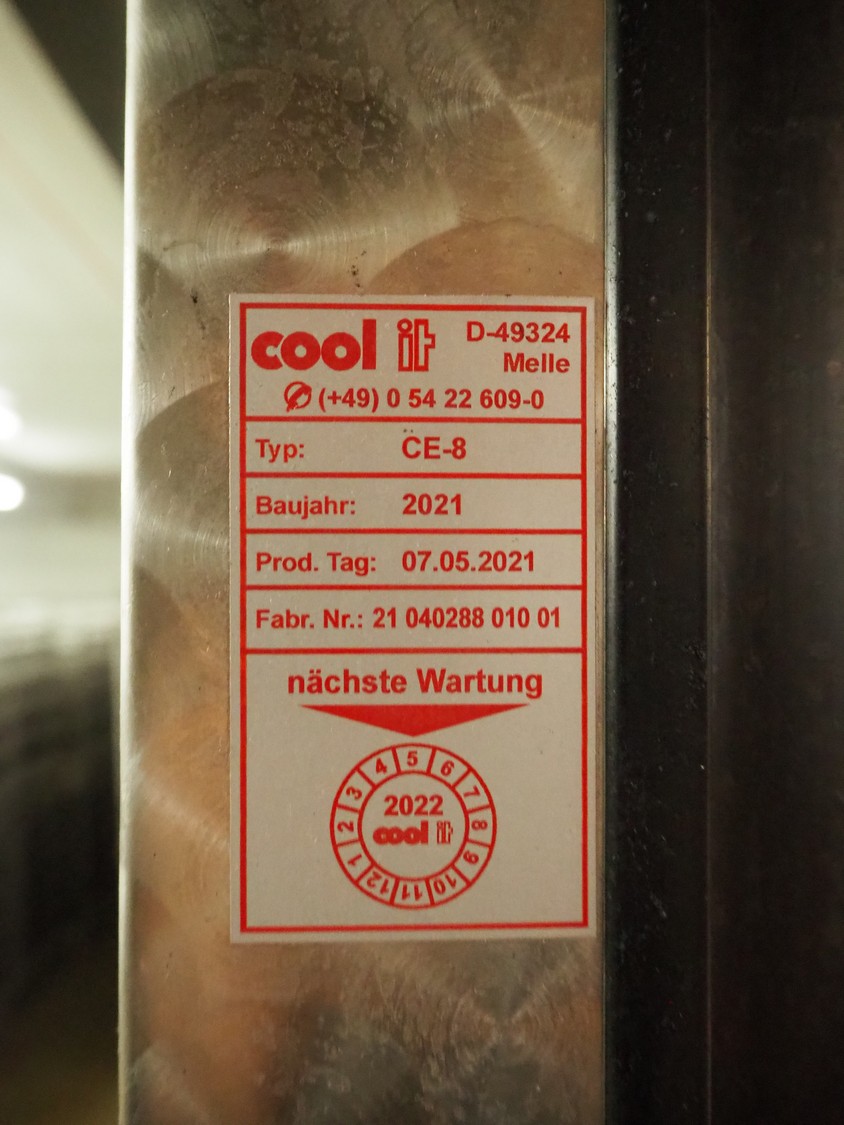 cool it
D-49324
Melle
(+49) 0 54 22 609-0
Typ: CE-8
Baujahr: 2021
Prod. Tag: 07.05.2021
Fabr. Nr.: 21 040288 010 01
nächste Wartung
1 2 3 4 5 6 7 8 9 10 11 12
2022
cool it